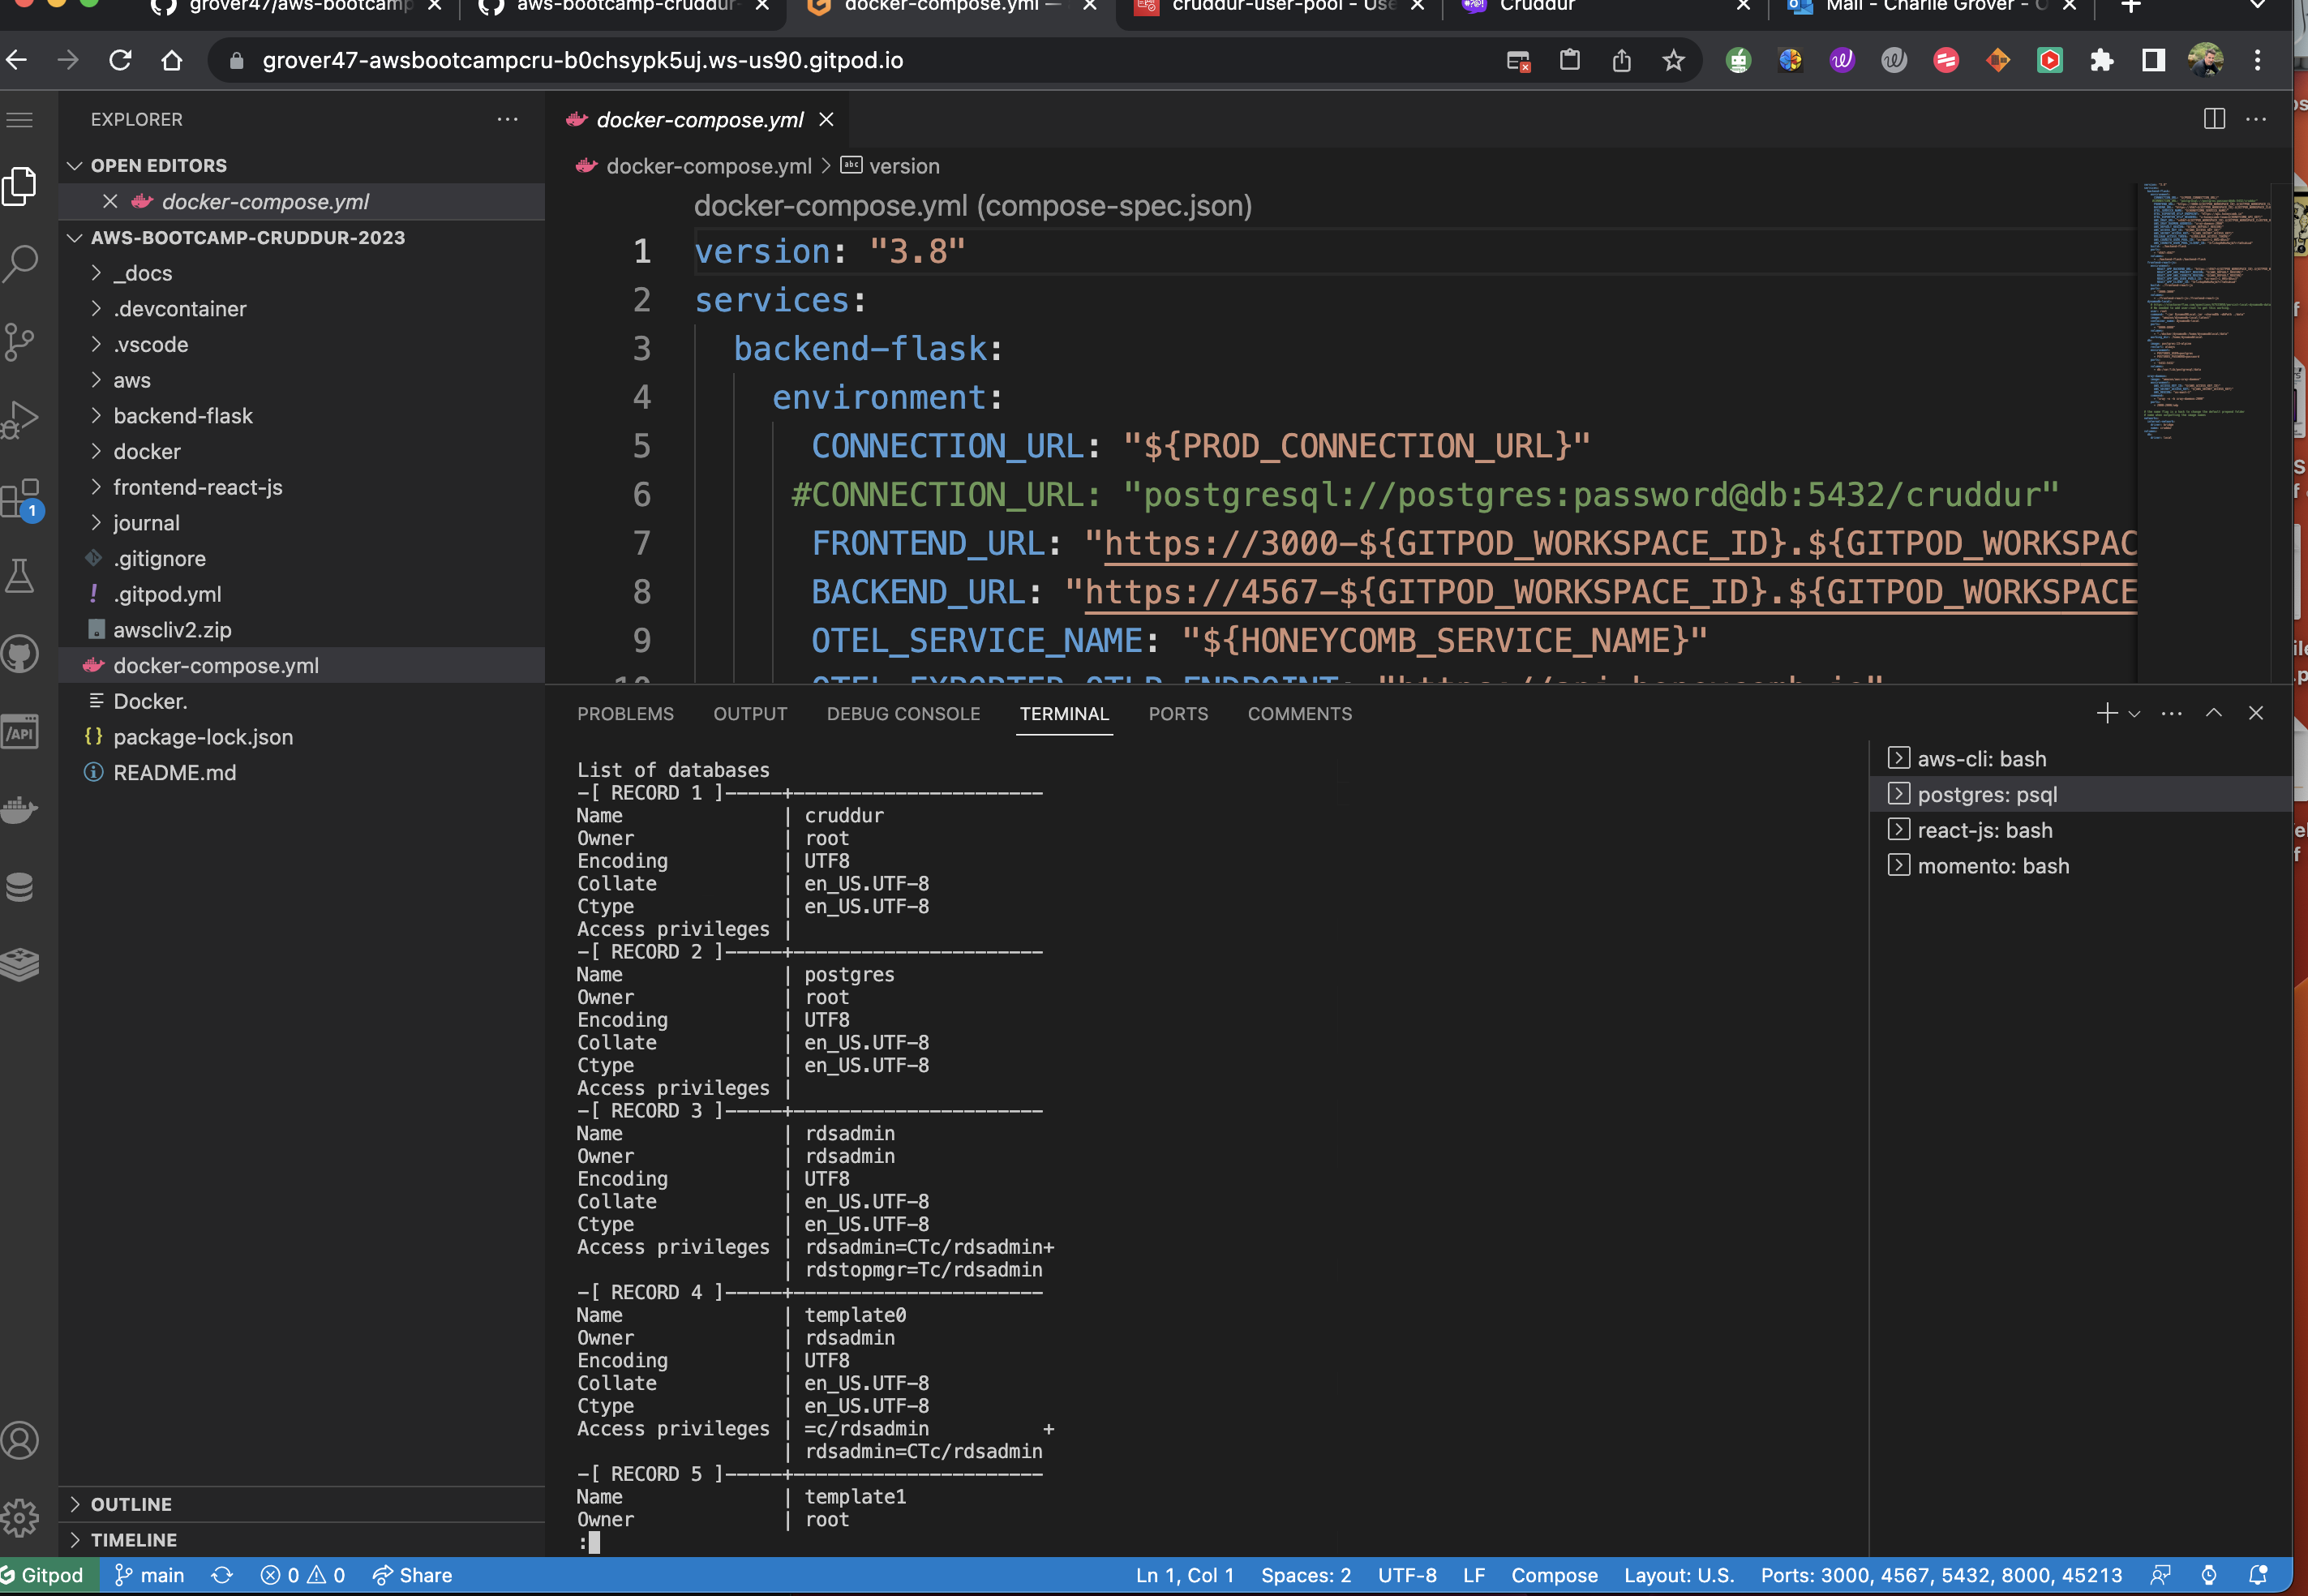 grover47/aws-bootcamp
aws-bootcamp-cruddur-
docker-compose.yml —
cruddur-user-pool - Use
Cruddur
Mail - Charlie Grover - O
grover47-awsbootcampcru-b0chsypk5uj.ws-us90.gitpod.io
EXPLORER
OPEN EDITORS
docker-compose.yml
AWS-BOOTCAMP-CRUDDUR-2023
_docs
.devcontainer
.vscode
aws
backend-flask
docker
frontend-react-js
journal
.gitignore
.gitpod.yml
awscliv2.zip
docker-compose.yml
Docker.
package-lock.json
README.md
OUTLINE
TIMELINE
1
/API
docker-compose.yml
docker-compose.yml > abc version
docker-compose.yml (compose-spec.json)
1 version: "3.8"
2 services:
3 backend-flask:
4 environment:
5 CONNECTION_URL: "${PROD_CONNECTION_URL}"
6 #CONNECTION_URL: "postgresql://postgres:password@db:5432/cruddur"
7 FRONTEND_URL: "https://3000-${GITPOD_WORKSPACE_ID}.${GITPOD_WORKSPAC
8 BACKEND_URL: "https://4567-${GITPOD_WORKSPACE_ID}.${GITPOD_WORKSPACE
9 OTEL_SERVICE_NAME: "${HONEYCOMB_SERVICE_NAME}"
10 OTEL_EXPORTER_OTLP_ENDPOINT: "https://api.honeycomb.io"
PROBLEMS OUTPUT DEBUG CONSOLE TERMINAL PORTS COMMENTS
List of databases
-[ RECORD 1 ]-----+----------------------
Name | cruddur
Owner | root
Encoding | UTF8
Collate | en_US.UTF-8
Ctype | en_US.UTF-8
Access privileges |
-[ RECORD 2 ]-----+----------------------
Name | postgres
Owner | root
Encoding | UTF8
Collate | en_US.UTF-8
Ctype | en_US.UTF-8
Access privileges |
-[ RECORD 3 ]-----+----------------------
Name | rdsadmin
Owner | rdsadmin
Encoding | UTF8
Collate | en_US.UTF-8
Ctype | en_US.UTF-8
Access privileges | rdsadmin=CTc/rdsadmin+
| rdstopmgr=Tc/rdsadmin
-[ RECORD 4 ]-----+----------------------
Name | template0
Owner | rdsadmin
Encoding | UTF8
Collate | en_US.UTF-8
Ctype | en_US.UTF-8
Access privileges | =c/rdsadmin +
| rdsadmin=CTc/rdsadmin
-[ RECORD 5 ]-----+----------------------
Name | template1
Owner | root
:
aws-cli: bash
postgres: psql
react-js: bash
momento: bash
Gitpod main 0 0 Share Ln 1, Col 1 Spaces: 2 UTF-8 LF Compose Layout: U.S. Ports: 3000, 4567, 5432, 8000, 45213